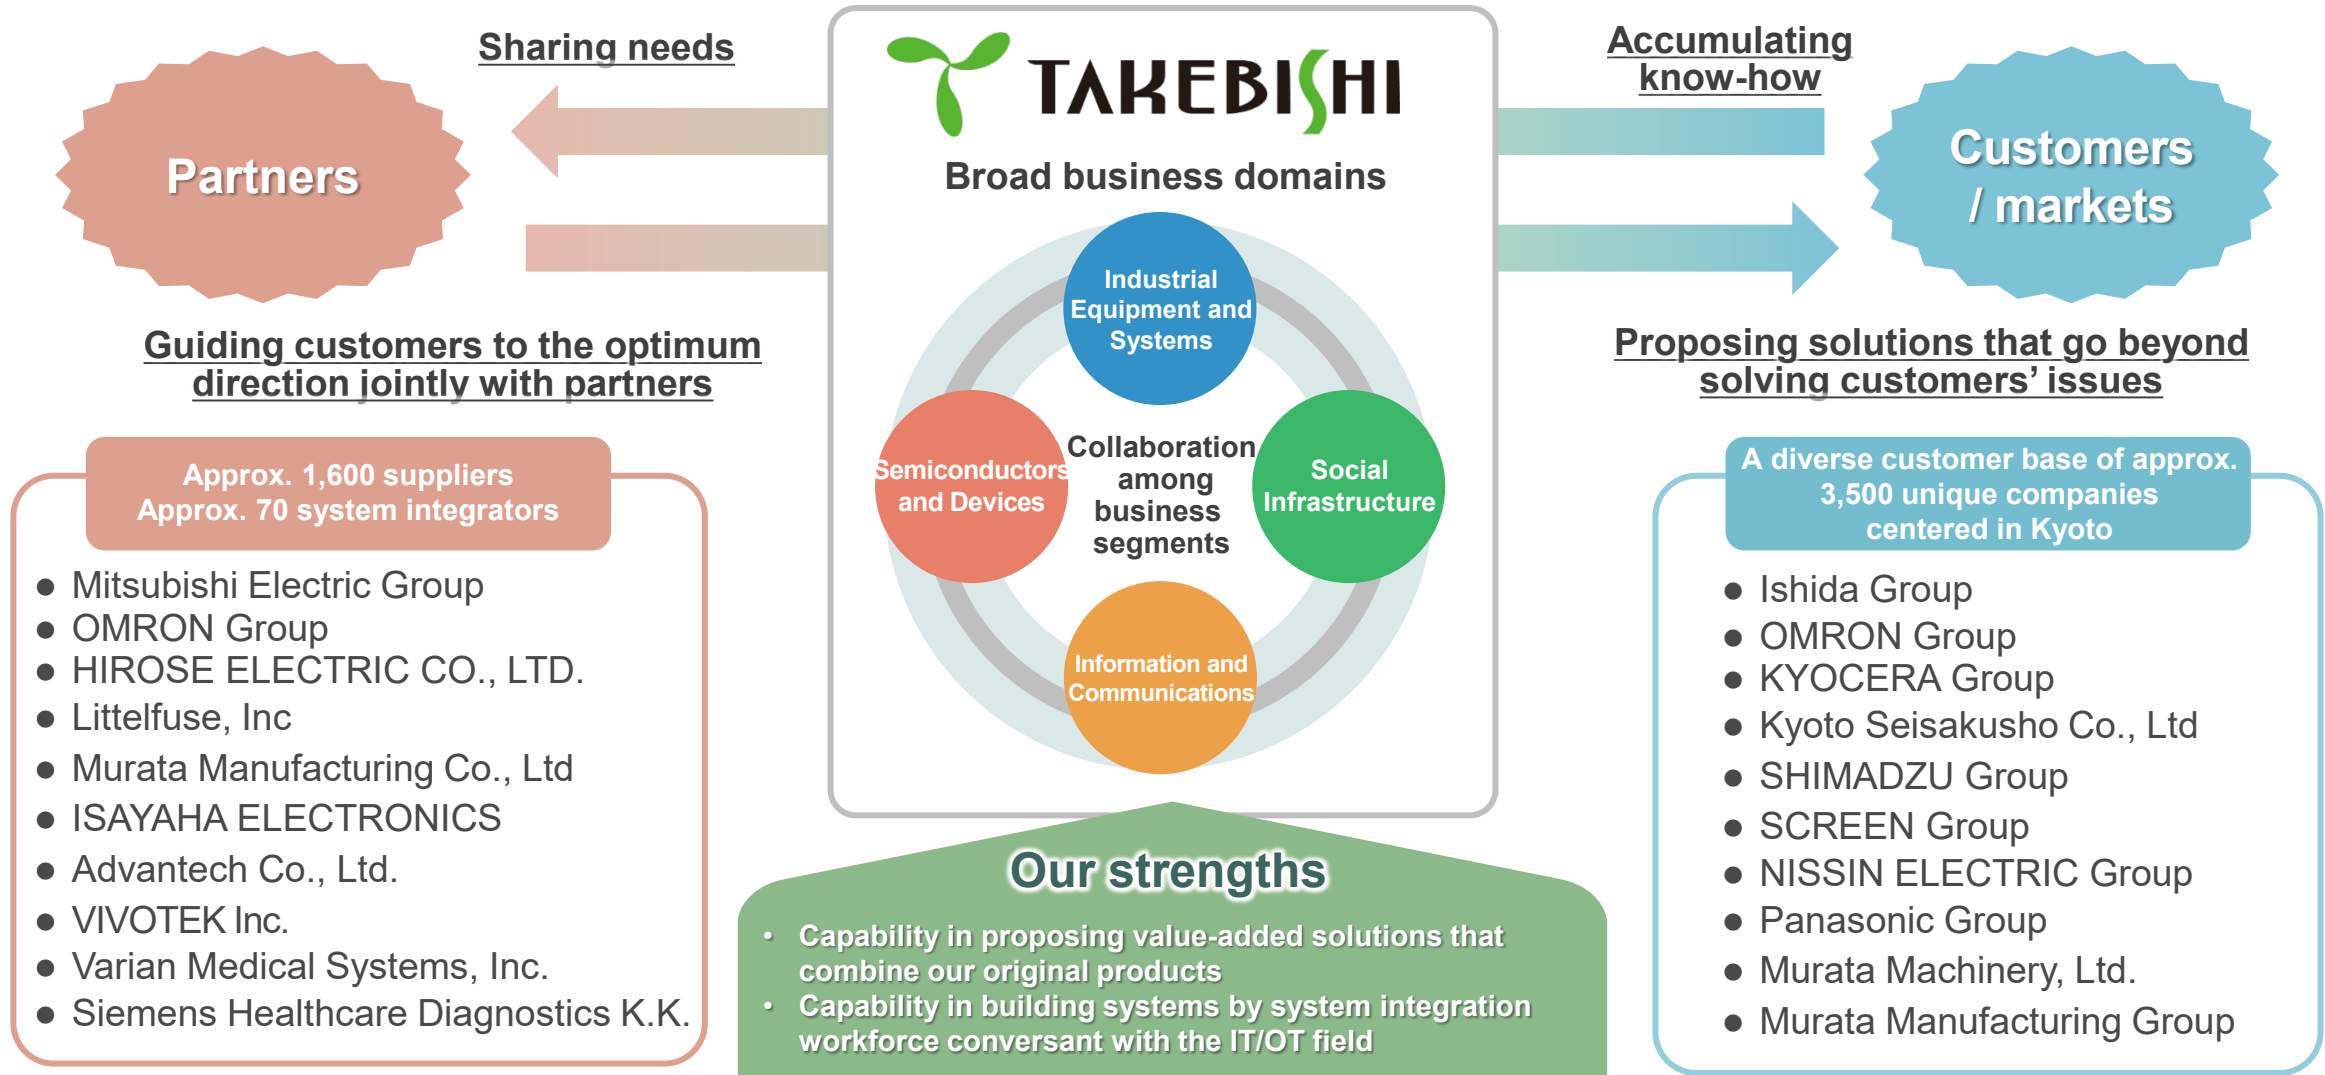 Sharing needs
Partners
Guiding customers to the optimum
direction jointly with partners
Approx. 1,600 suppliers
Approx. 70 system integrators
● Mitsubishi Electric Group
● OMRON Group
● HIROSE ELECTRIC CO., LTD.
● Littelfuse, Inc
● Murata Manufacturing Co., Ltd
● ISAYAHA ELECTRONICS
● Advantech Co., Ltd.
● VIVOTEK Inc.
● Varian Medical Systems, Inc.
● Siemens Healthcare Diagnostics K.K.
TAKEBISHI
Broad business domains
Industrial
Equipment and
Systems
Semiconductors
and Devices
Collaboration
among
business
segments
Social
Infrastructure
Information and
Communications
Our strengths
• Capability in proposing value-added solutions that
combine our original products
• Capability in building systems by system integration
workforce conversant with the IT/OT field
Accumulating
know-how
Customers
/ markets
Proposing solutions that go beyond
solving customers’ issues
A diverse customer base of approx.
3,500 unique companies
centered in Kyoto
● Ishida Group
● OMRON Group
● KYOCERA Group
● Kyoto Seisakusho Co., Ltd
● SHIMADZU Group
● SCREEN Group
● NISSIN ELECTRIC Group
● Panasonic Group
● Murata Machinery, Ltd.
● Murata Manufacturing Group